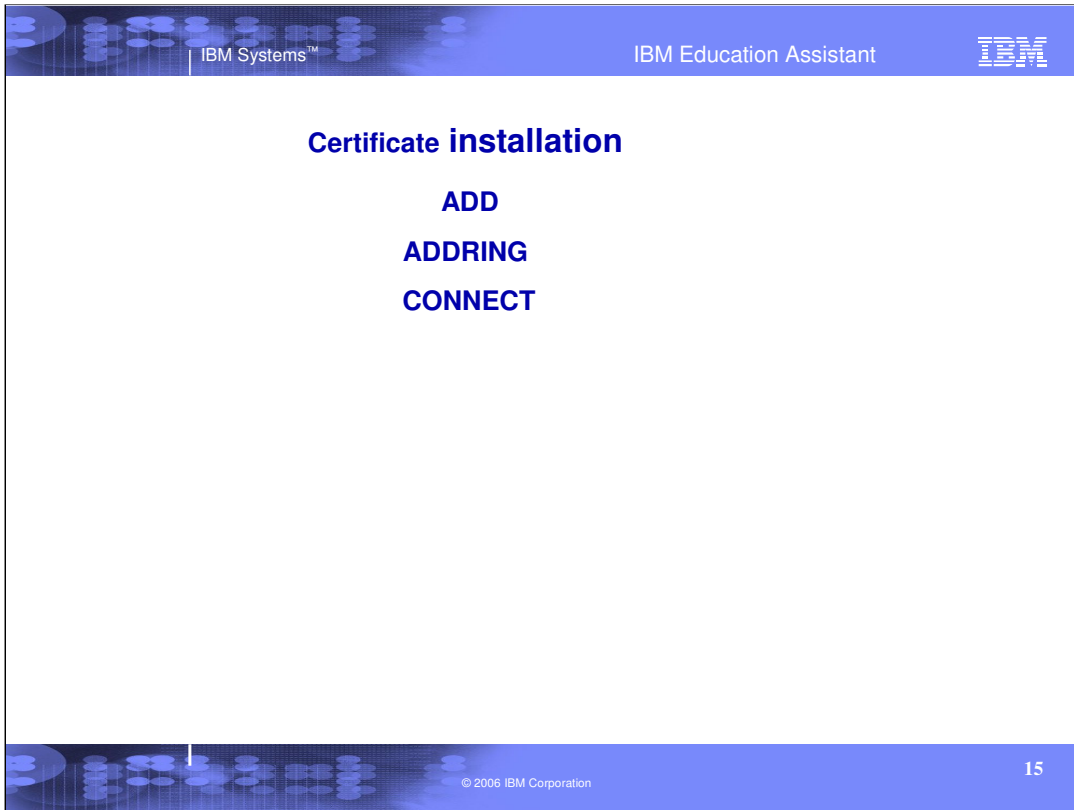 IBM Systems™
IBM Education Assistant
IBM
Certificate installation
ADD
ADDRING
CONNECT
© 2006 IBM Corporation
15